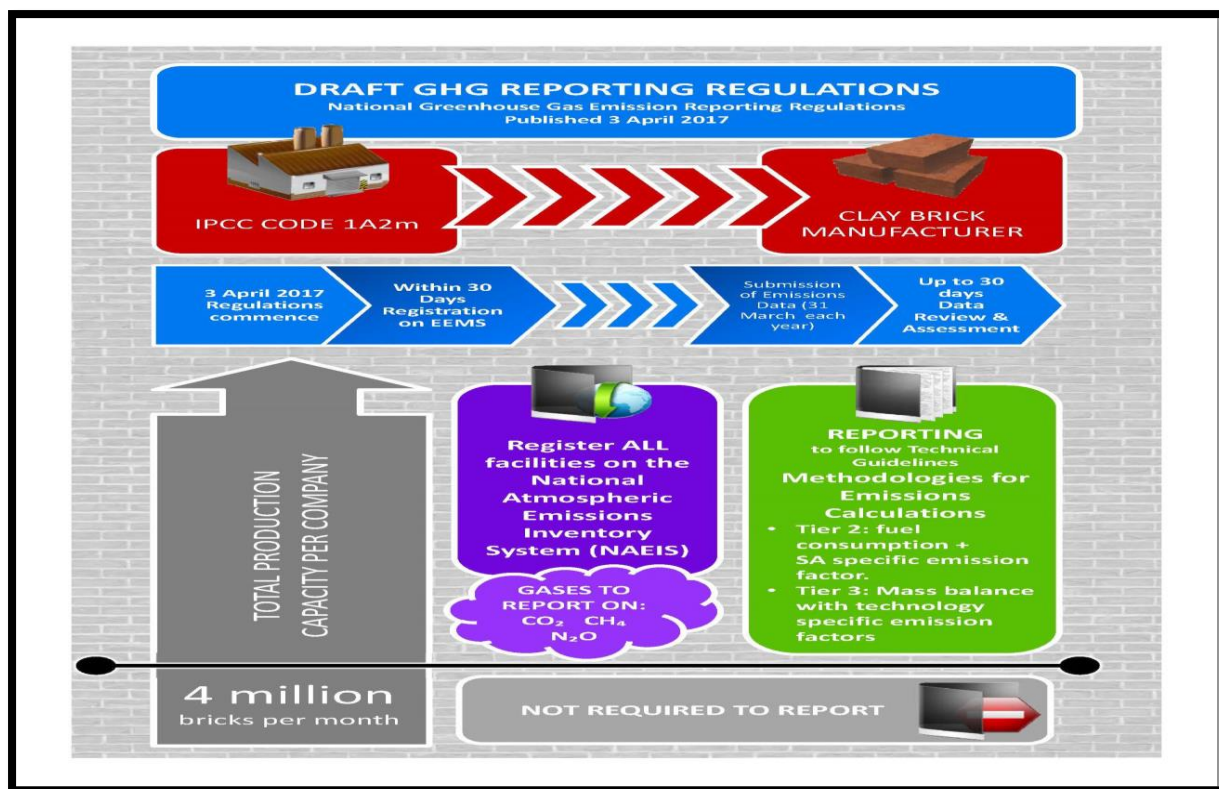 DRAFT GHG REPORTING REGULATIONS
National Greenhouse Gas Emission Reporting Regulations
Published 3 April 2017
IPCC CODE 1A2m
CLAY BRICK
MANUFACTURER
3 April 2017
Regulations
commence
Within 30
Days
Registration
on EEMS
Submission
of Emissions
Data (31
March each
year)
Up to 30
days
Data
Review &
Assessment
TOTAL PRODUCTION
CAPACITY PER COMPANY
Register ALL
facilities on the
National
Atmospheric
Emissions
Inventory
System (NAEIS)
GASES TO
REPORT ON:
CO₂ CH₄
N₂O
REPORTING
to follow Technical
Guidelines
Methodologies for
Emissions
Calculations
• Tier 2: fuel
consumption +
SA specific emission
factor.
• Tier 3: Mass balance
with technology
specific emission
factors
4 million
bricks per month
NOT REQUIRED TO REPORT